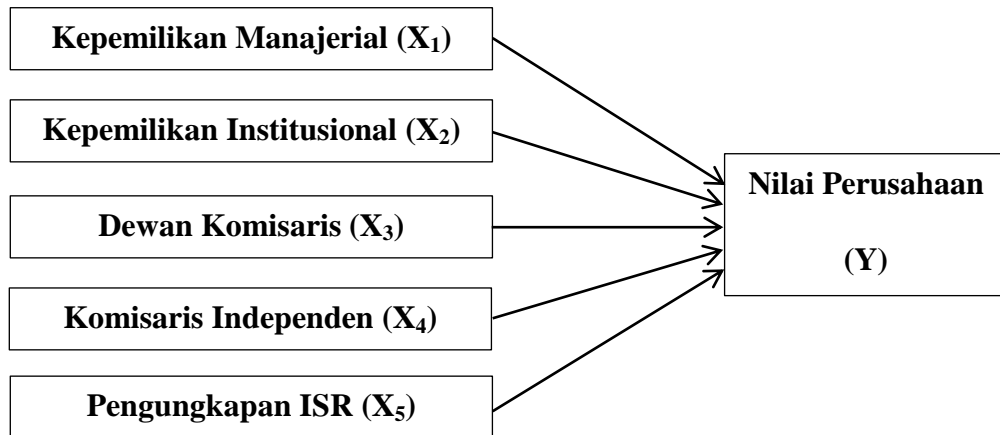 Kepemilikan Manajerial (X₁)
Kepemilikan Institusional (X₂)
Dewan Komisaris (X₃)
Komisaris Independen (X₄)
Pengungkapan ISR (X₅)
Nilai Perusahaan
(Y)